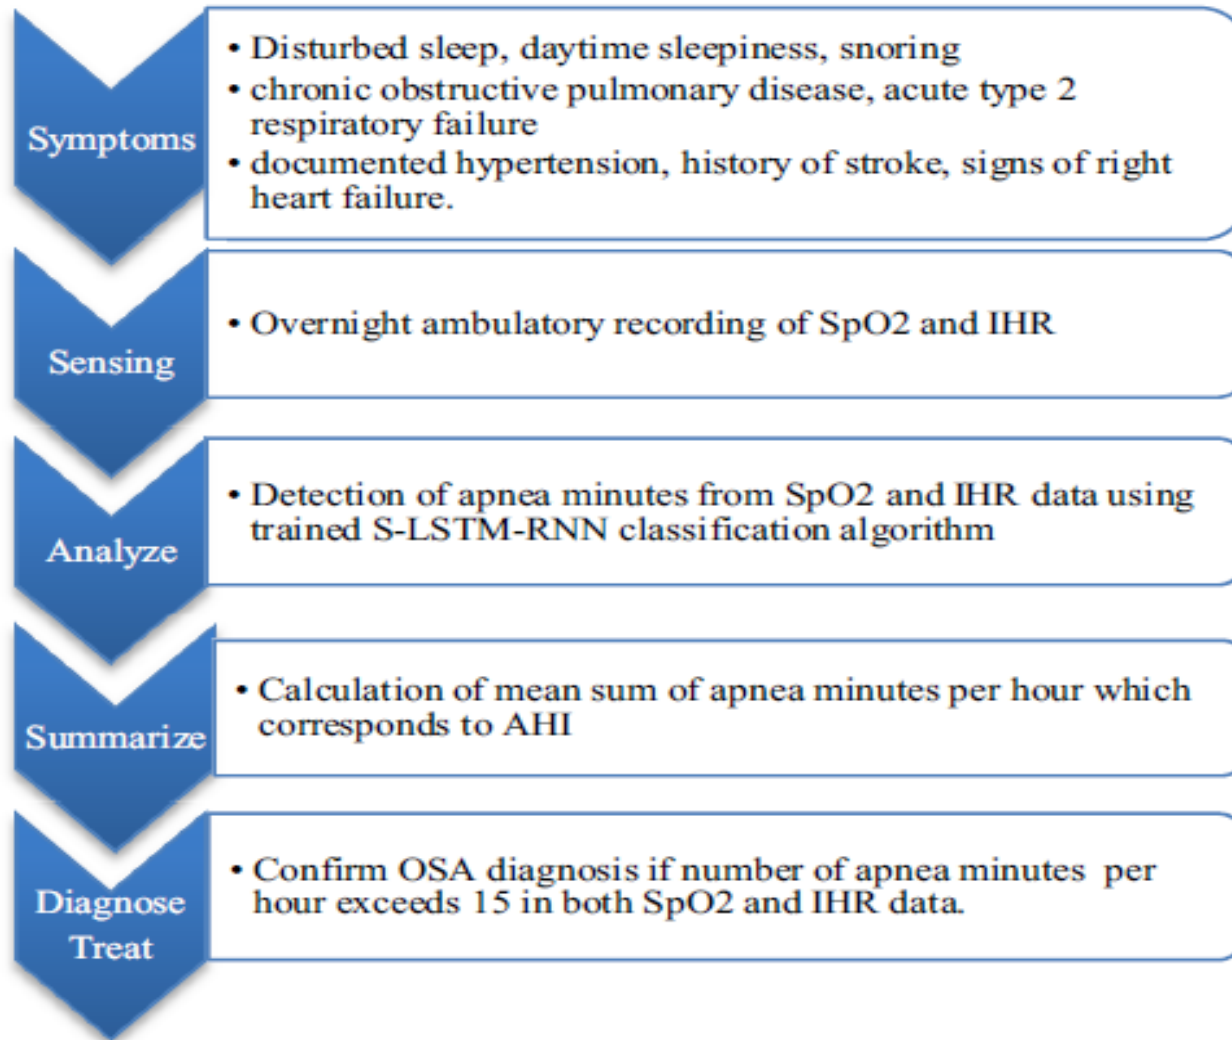 Symptoms
• Disturbed sleep, daytime sleepiness, snoring
• chronic obstructive pulmonary disease, acute type 2
respiratory failure
• documented hypertension, history of stroke, signs of right
heart failure.
Sensing
• Overnight ambulatory recording of SpO2 and IHR
Analyze
• Detection of apnea minutes from SpO2 and IHR data using
trained S-LSTM-RNN classification algorithm
Summarize
• Calculation of mean sum of apnea minutes per hour which
corresponds to AHI
Diagnose
Treat
• Confirm OSA diagnosis if number of apnea minutes per
hour exceeds 15 in both SpO2 and IHR data.